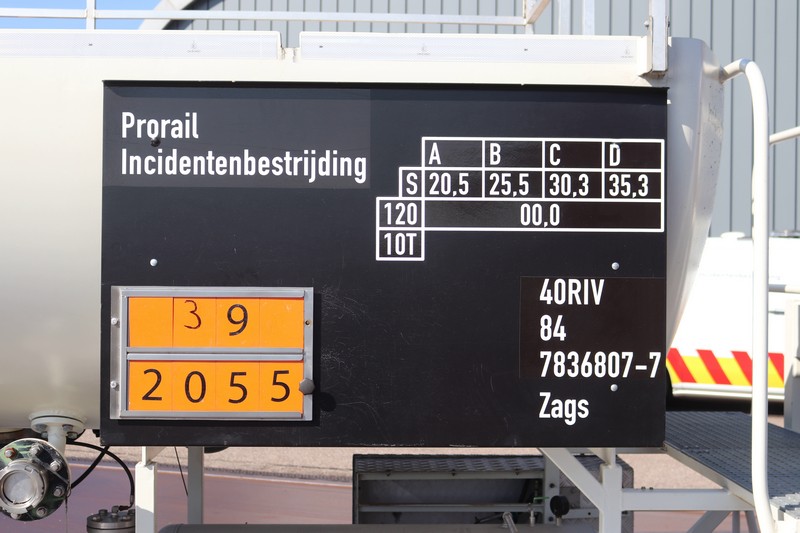 Prorail
Incidentenbestrijding
A B C D
S 20,5 25,5 30,3 35,3
120 00,0
10T
39
2055
40RIV
84
7836807-7
Zags